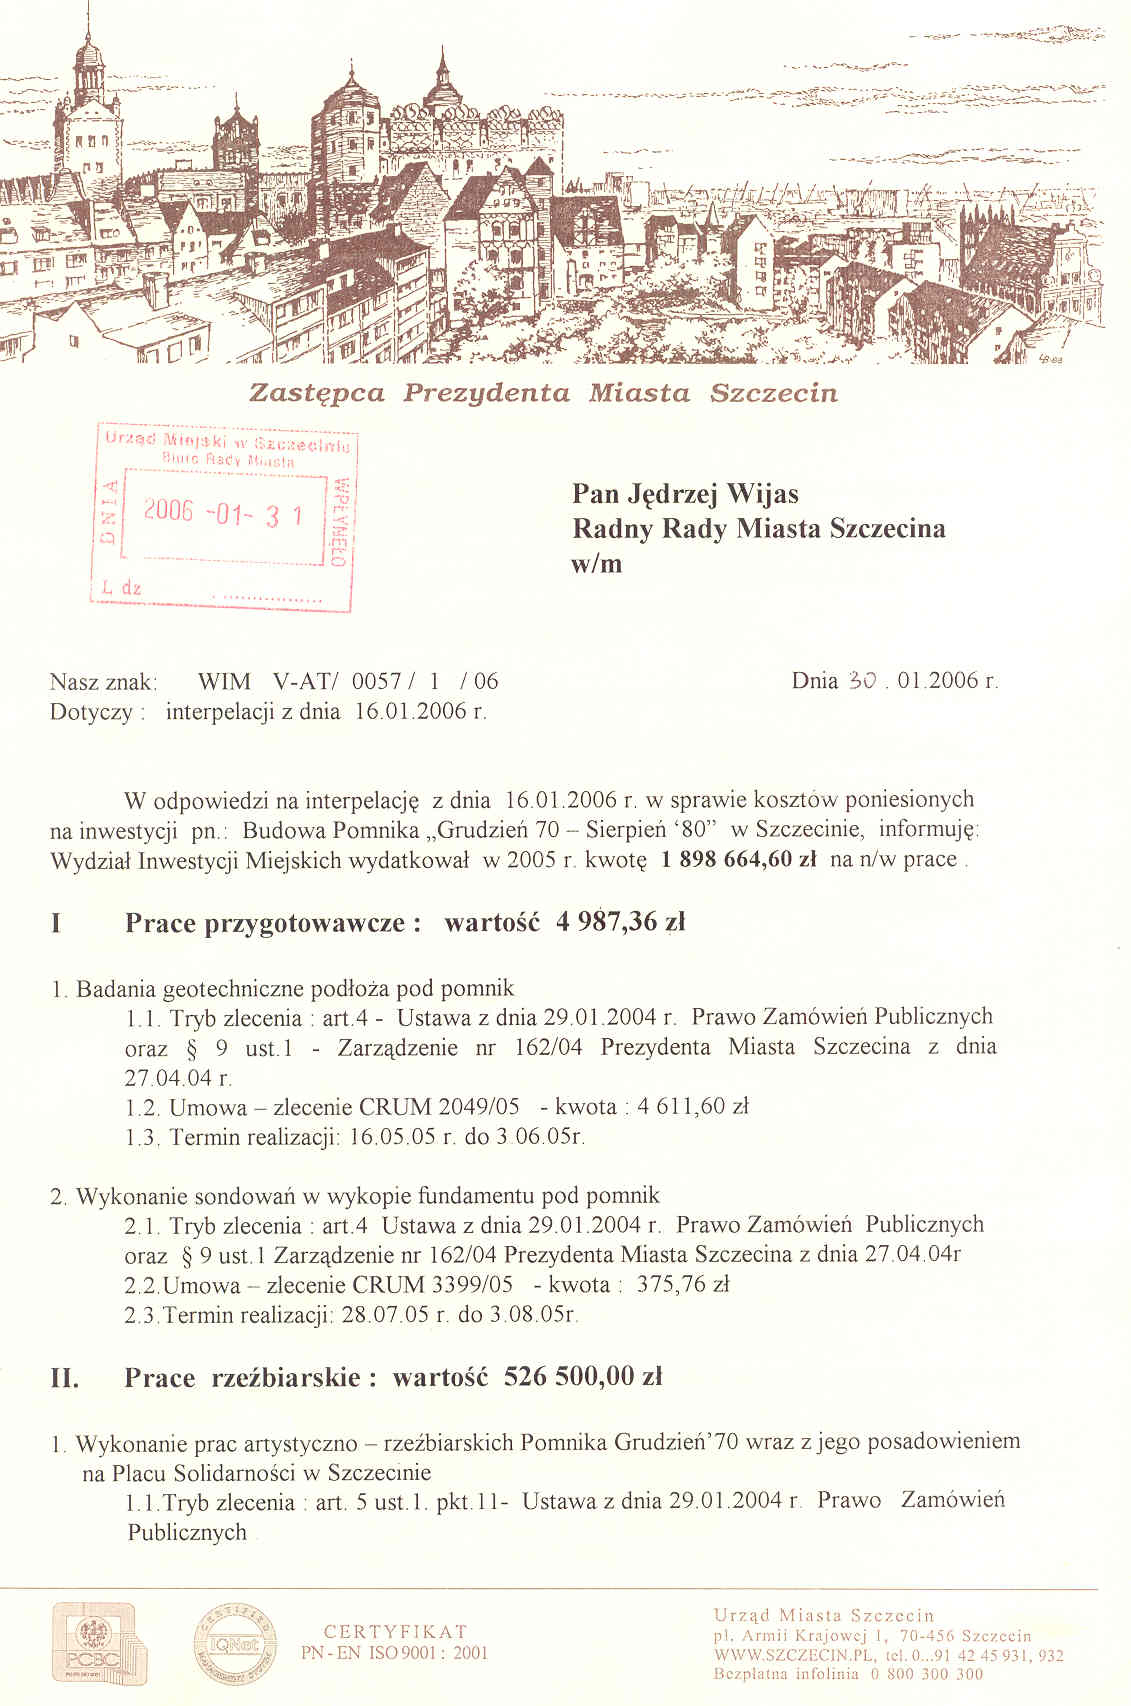 Zastępca Prezydenta Miasta Szczecin
Urząd Miejski w Szczecinie
Biuro Rady Miasta
DNIA
2006 -01- 3 1
WPŁYNĘŁO
L dz ..................
Pan Jędrzej Wijas
Radny Rady Miasta Szczecina
w/m
Nasz znak: WIM V-AT/ 0057 / 1 / 06 Dnia 30 . 01.2006 r.
Dotyczy : interpelacji z dnia 16.01.2006 r.
W odpowiedzi na interpelację z dnia 16.01.2006 r. w sprawie kosztów poniesionych
na inwestycji pn.: Budowa Pomnika „Grudzień 70 – Sierpień ‘80” w Szczecinie, informuję:
Wydział Inwestycji Miejskich wydatkował w 2005 r. kwotę 1 898 664,60 zł na n/w prace .
I Prace przygotowawcze : wartość 4 987,36 zł
1. Badania geotechniczne podłoża pod pomnik
1.1. Tryb zlecenia : art.4 - Ustawa z dnia 29.01.2004 r. Prawo Zamówień Publicznych
oraz § 9 ust.1 - Zarządzenie nr 162/04 Prezydenta Miasta Szczecina z dnia
27.04.04 r.
1.2. Umowa – zlecenie CRUM 2049/05 - kwota : 4 611,60 zł
1.3. Termin realizacji: 16.05.05 r. do 3.06.05r.
2. Wykonanie sondowań w wykopie fundamentu pod pomnik
2.1. Tryb zlecenia : art.4 Ustawa z dnia 29.01.2004 r. Prawo Zamówień Publicznych
oraz § 9 ust.1 Zarządzenie nr 162/04 Prezydenta Miasta Szczecina z dnia 27.04.04r
2.2.Umowa – zlecenie CRUM 3399/05 - kwota : 375,76 zł
2.3.Termin realizacji: 28.07.05 r. do 3.08.05r.
II. Prace rzeźbiarskie : wartość 526 500,00 zł
1. Wykonanie prac artystyczno – rzeźbiarskich Pomnika Grudzień’70 wraz z jego posadowieniem
na Placu Solidarności w Szczecinie
1.1.Tryb zlecenia : art. 5 ust.1. pkt.11- Ustawa z dnia 29.01.2004 r. Prawo Zamówień
Publicznych
PCBC
CERTIFIED
IQNet
CERTYFIKAT
PN-EN ISO 9001 : 2001
Urząd Miasta Szczecin
pl. Armii Krajowej 1, 70-456 Szczecin
WWW.SZCZECIN.PL, tel. 0...91 42 45 931, 932
Bezpłatna infolinia 0 800 300 300